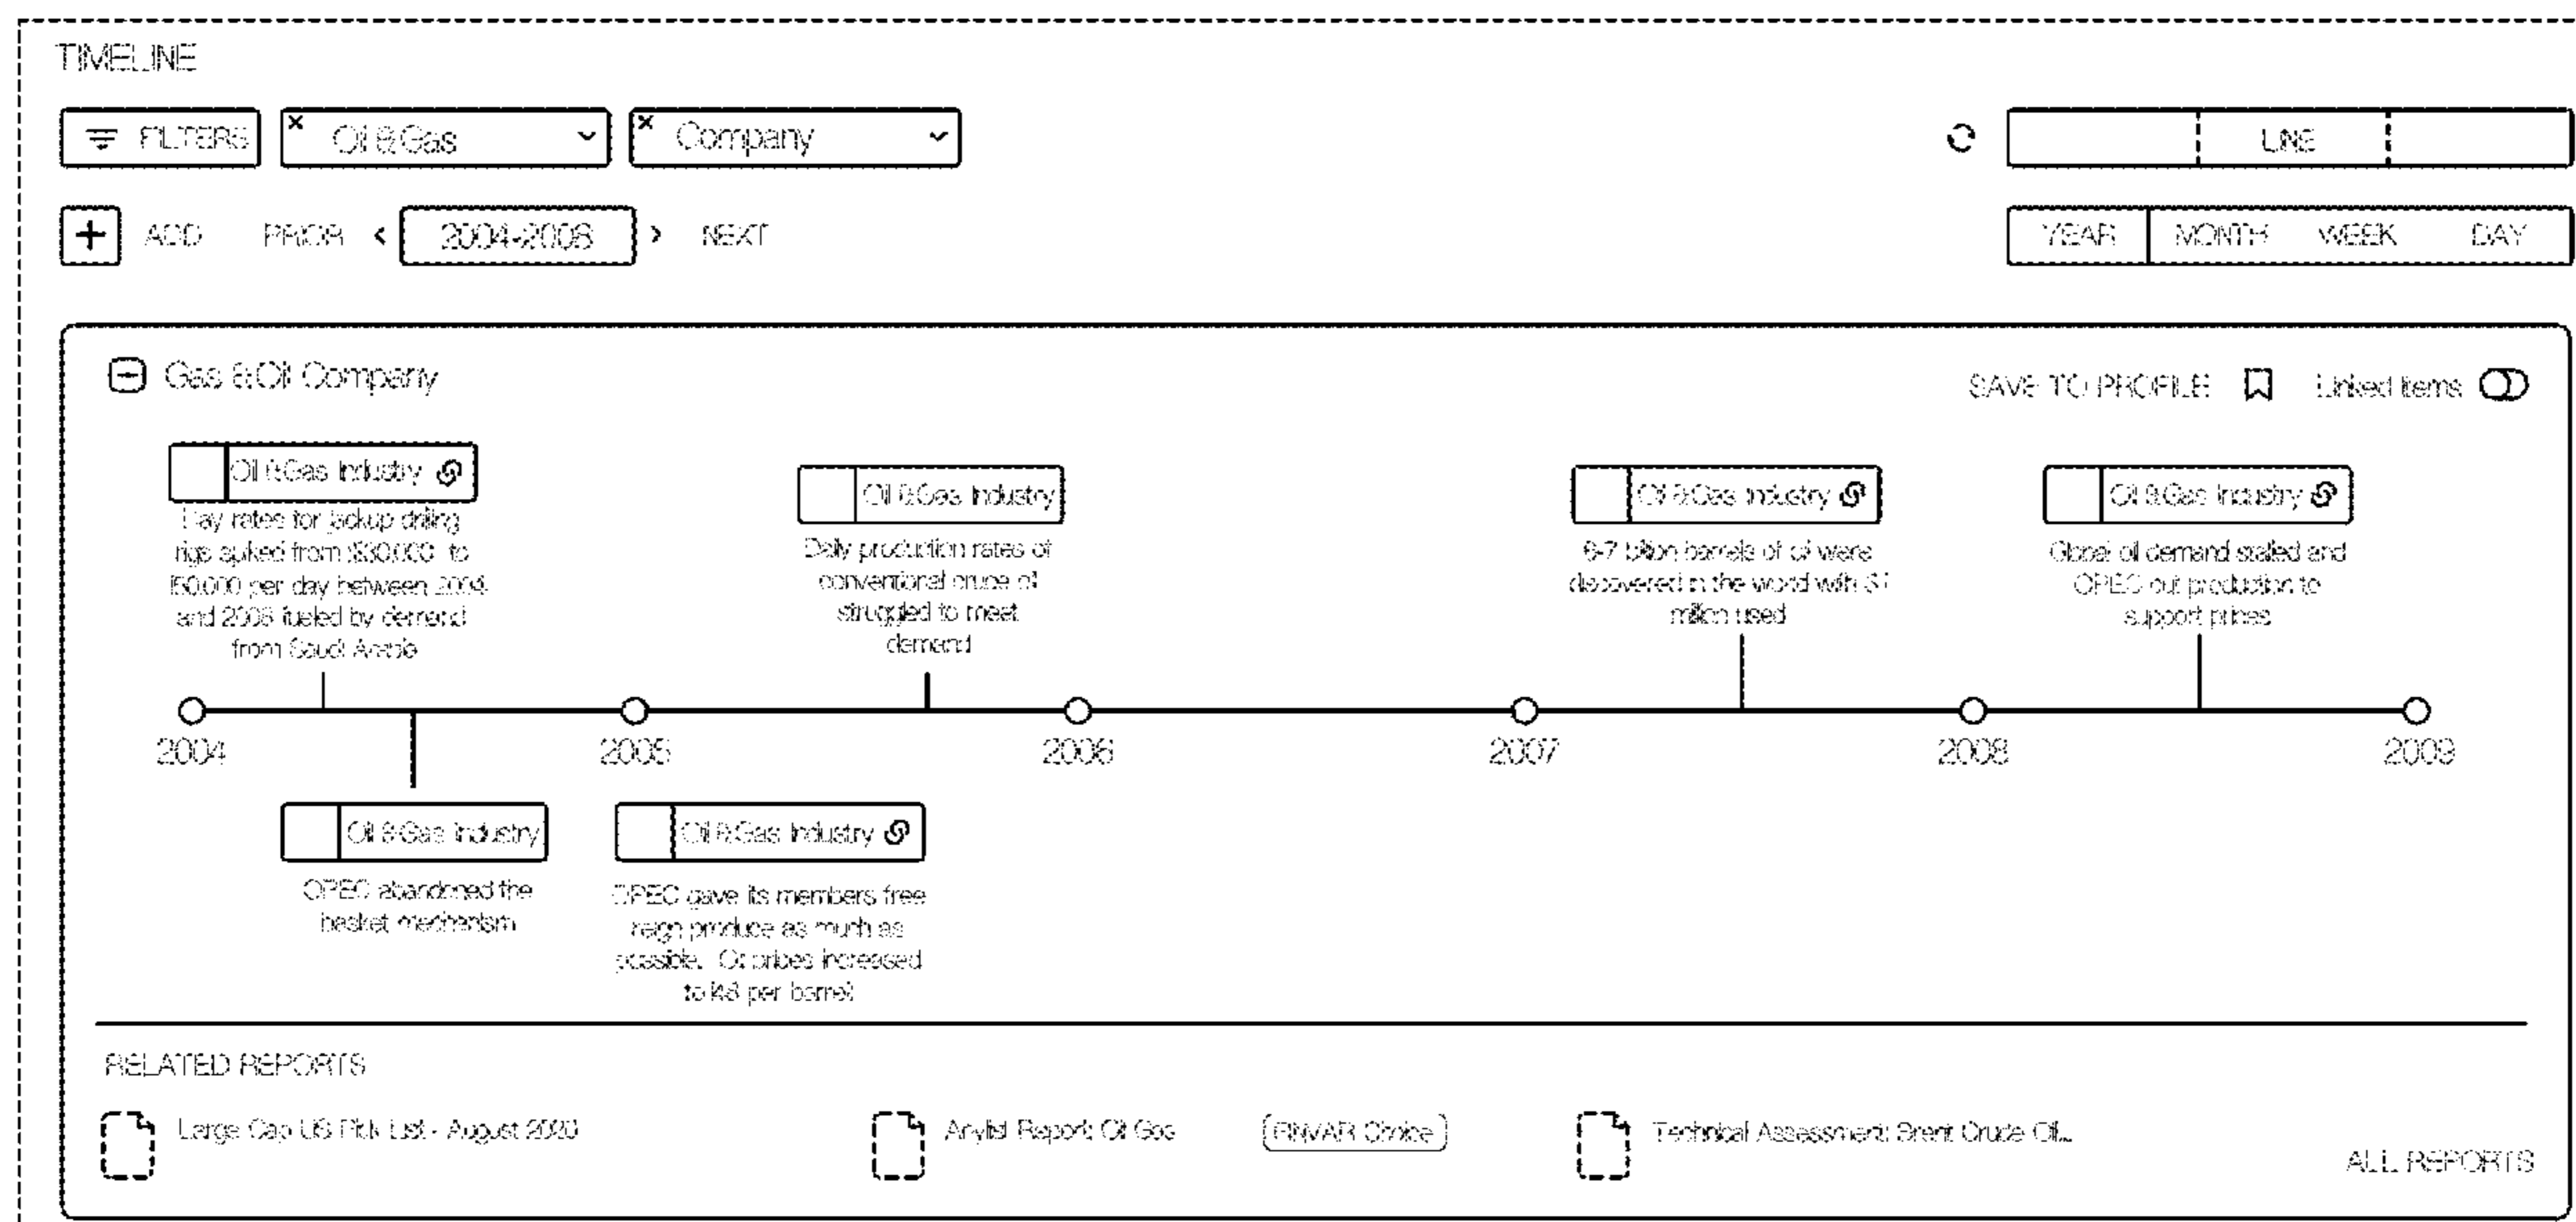 TIMELINE
FILTERS
Oil & Gas
Company
LINE
ADD
PRIOR
2004-2008
NEXT
YEAR
MONTH
WEEK
DAY
Gas & Oil Company
SAVE TO PROFILE
Linked items
Oil & Gas Industry
Day rates for jackup drilling
rigs spiked from $30,000 to
150,000 per day between 2004
and 2006 fueled by demand
from Saudi Arabia
Oil & Gas Industry
Daily production rates of
conventional crude of
struggled to meet
demand
Oil & Gas Industry
6-7 billion barrels of oil were
discovered in the world with
million used
Oil & Gas Industry
Global oil demand stalled and
OPEC cut production to
support prices
2004
2005
2006
2007
2008
2009
Oil & Gas Industry
OPEC abandoned the
basket mechanism
Oil & Gas Industry
OPEC gave its members free
reign produce as much as
possible. Oil prices increased
to per barrel
RELATED REPORTS
Large Cap US Pick List - August 2020
Report: Oil Gas
Choice
Technical Assessment: Brent Crude Oil...
ALL REPORTS